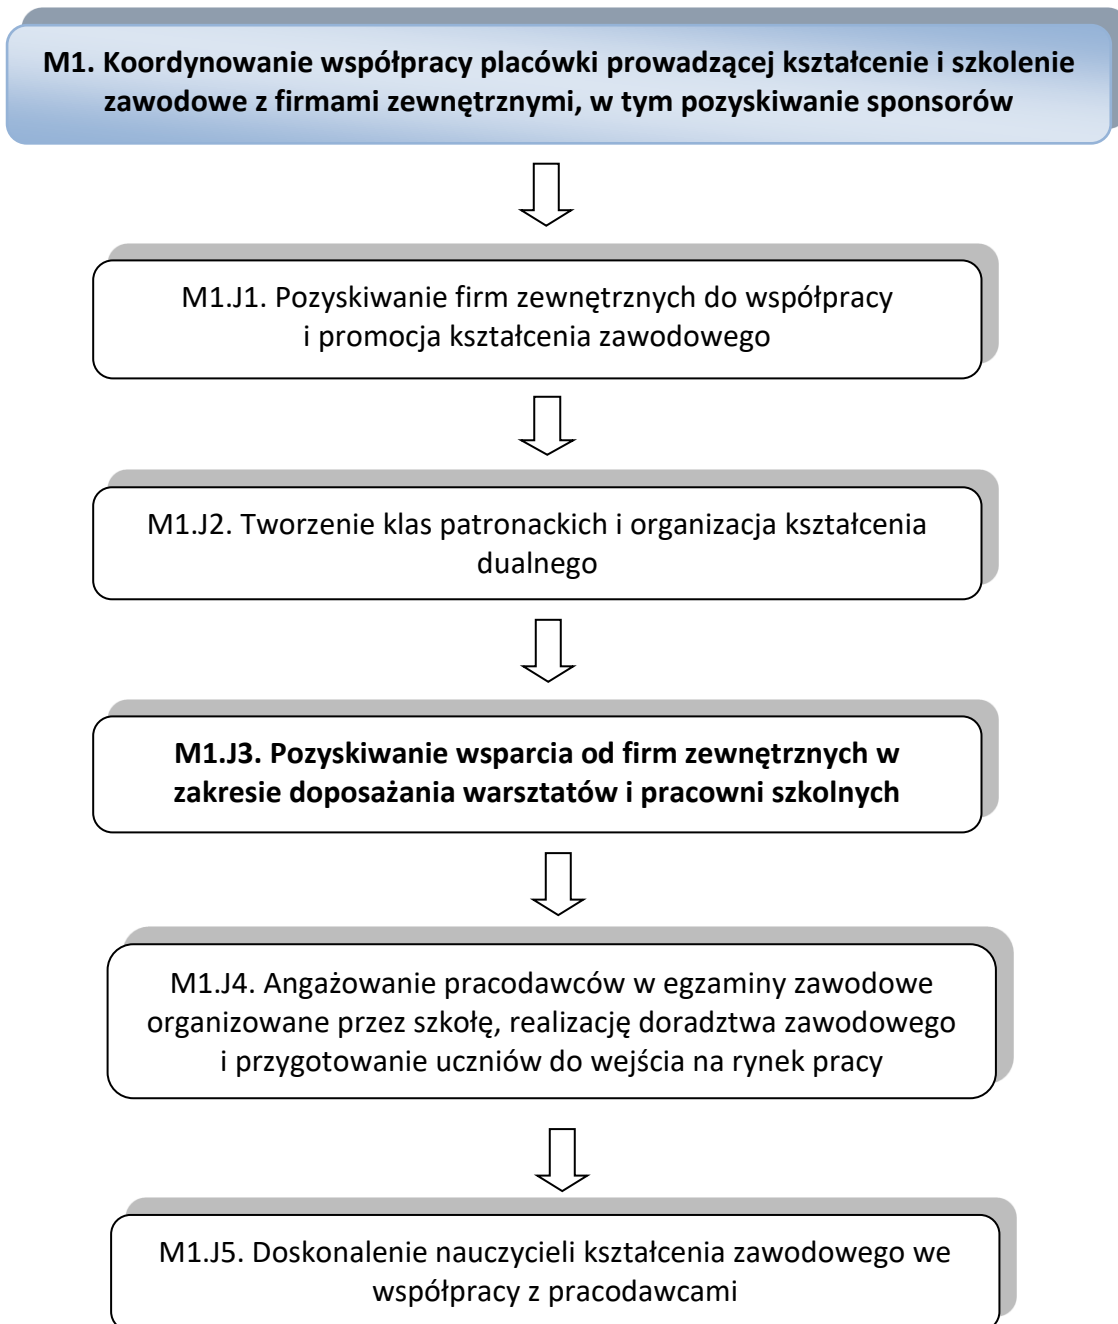 M1. Koordynowanie współpracy placówki prowadzącej kształcenie i szkolenie
zawodowe z firmami zewnętrznymi, w tym pozyskiwanie sponsorów
M1.J1. Pozyskiwanie firm zewnętrznych do współpracy
i promocja kształcenia zawodowego
M1.J2. Tworzenie klas patronackich i organizacja kształcenia
dualnego
M1.J3. Pozyskiwanie wsparcia od firm zewnętrznych w
zakresie doposażania warsztatów i pracowni szkolnych
M1.J4. Angażowanie pracodawców w egzaminy zawodowe
organizowane przez szkołę, realizację doradztwa zawodowego
i przygotowanie uczniów do wejścia na rynek pracy
M1.J5. Doskonalenie nauczycieli kształcenia zawodowego we
współpracy z pracodawcami